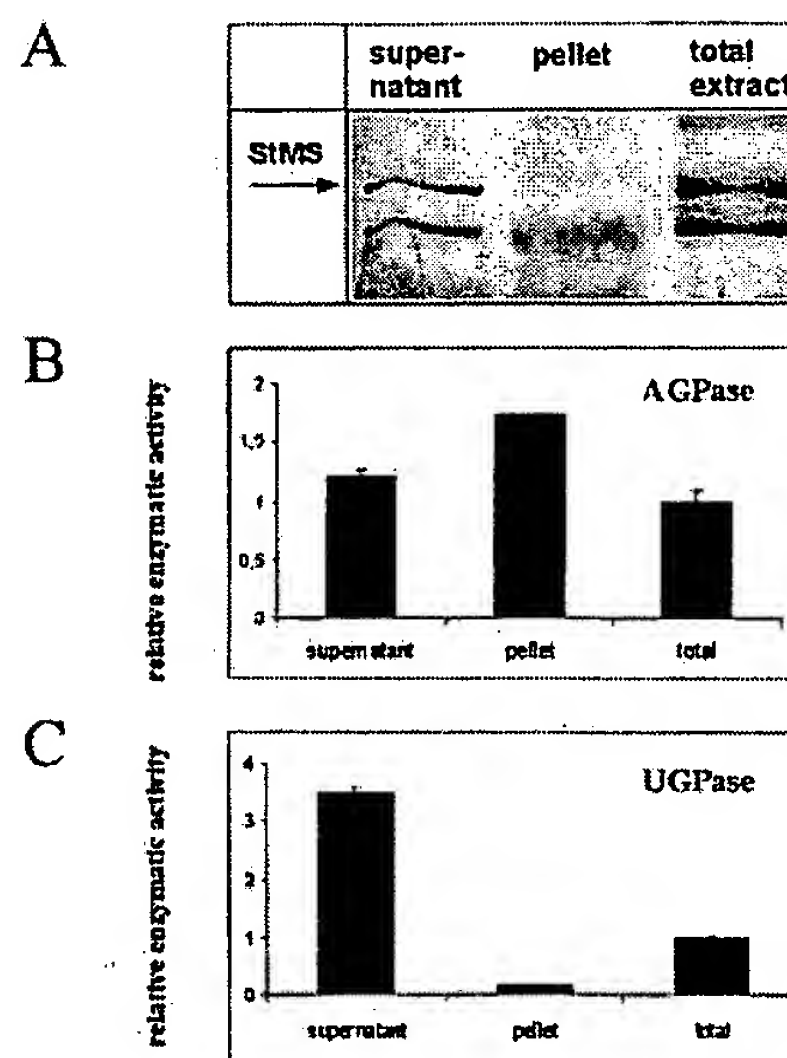 A
super-
natant
pellet
total
extract
StMS
B
relative enzymatic activity
AGPase
2
1,5
1
0,5
0
supernatant
pellet
total
C
relative enzymatic activity
UGPase
4
3
2
1
0
supernatant
pellet
total